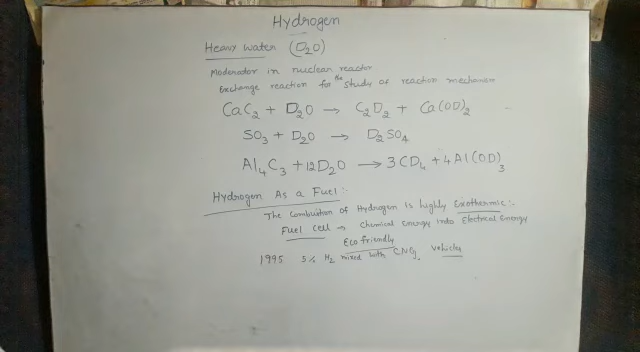 Hydrogen
Heavy water (D₂O)
Moderator in nuclear reactor
Exchange reaction for the study of reaction mechanism
CaC₂ + D₂O → C₂D₂ + Ca(OD)₂
SO₃ + D₂O → D₂SO₄
Al₄C₃ + 12D₂O → 3CD₄ + 4Al(OD)₃
Hydrogen As a Fuel:-
The Combustion of Hydrogen is highly Exothermic:-
Fuel Cell → Chemical Energy into Electrical Energy
Eco friendly
1995 5% H₂ mixed with CNG. vehicles